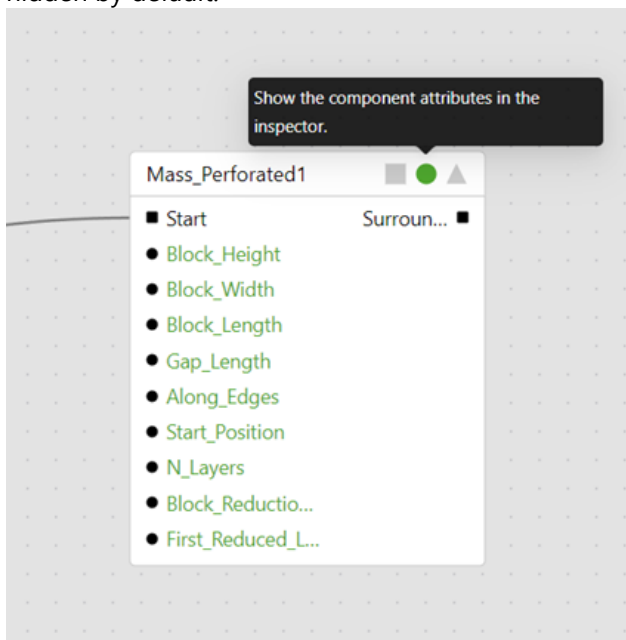 hidden by default.
Show the component attributes in the
inspector.
Mass_Perforated1
Start Surroun...
Block_Height
Block_Width
Block_Length
Gap_Length
Along_Edges
Start_Position
N_Layers
Block_Reductio...
First_Reduced_L...